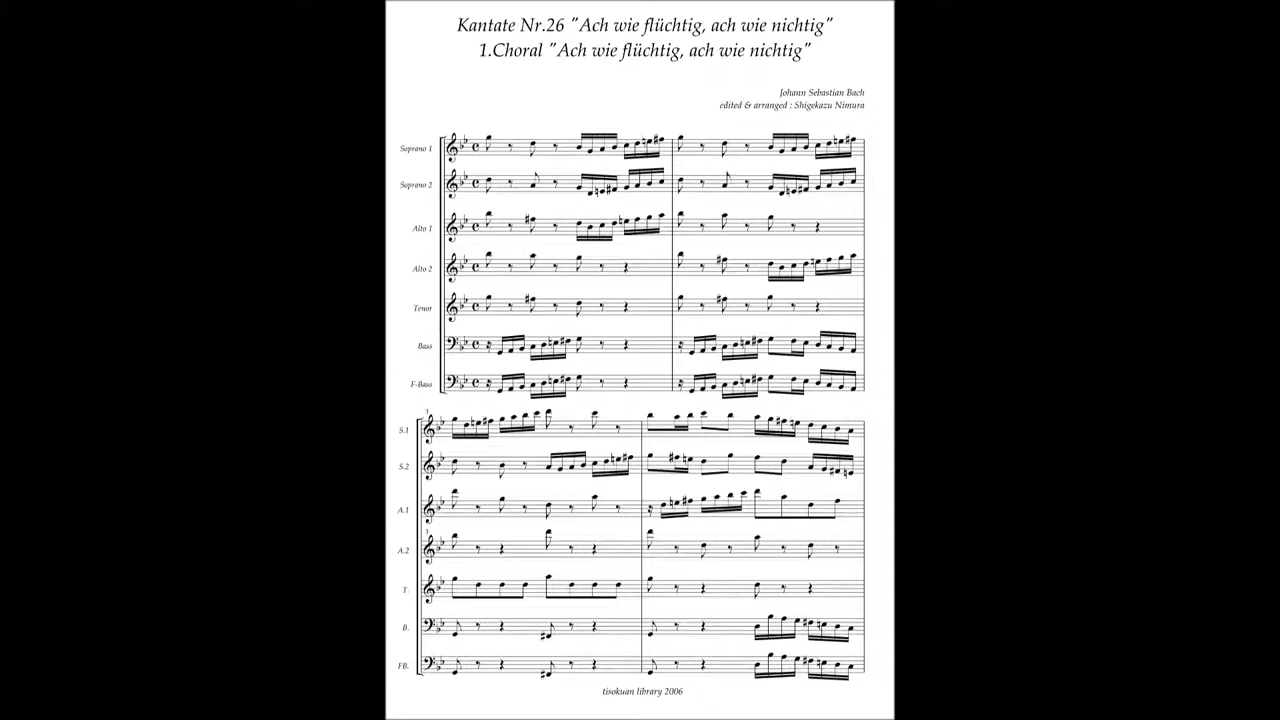 Kantate Nr.26 "Ach wie flüchtig, ach wie nichtig"
1.Choral "Ach wie flüchtig, ach wie nichtig"
Johann Sebastian Bach
edited & arranged : Shigekazu Nimura
Soprano 1
Soprano 2
Alto 1
Alto 2
Tenor
Bass
F-Bass
3
S.1
S.2
A.1
3
A.2
T.
B.
FB.
tisokuan library 2006